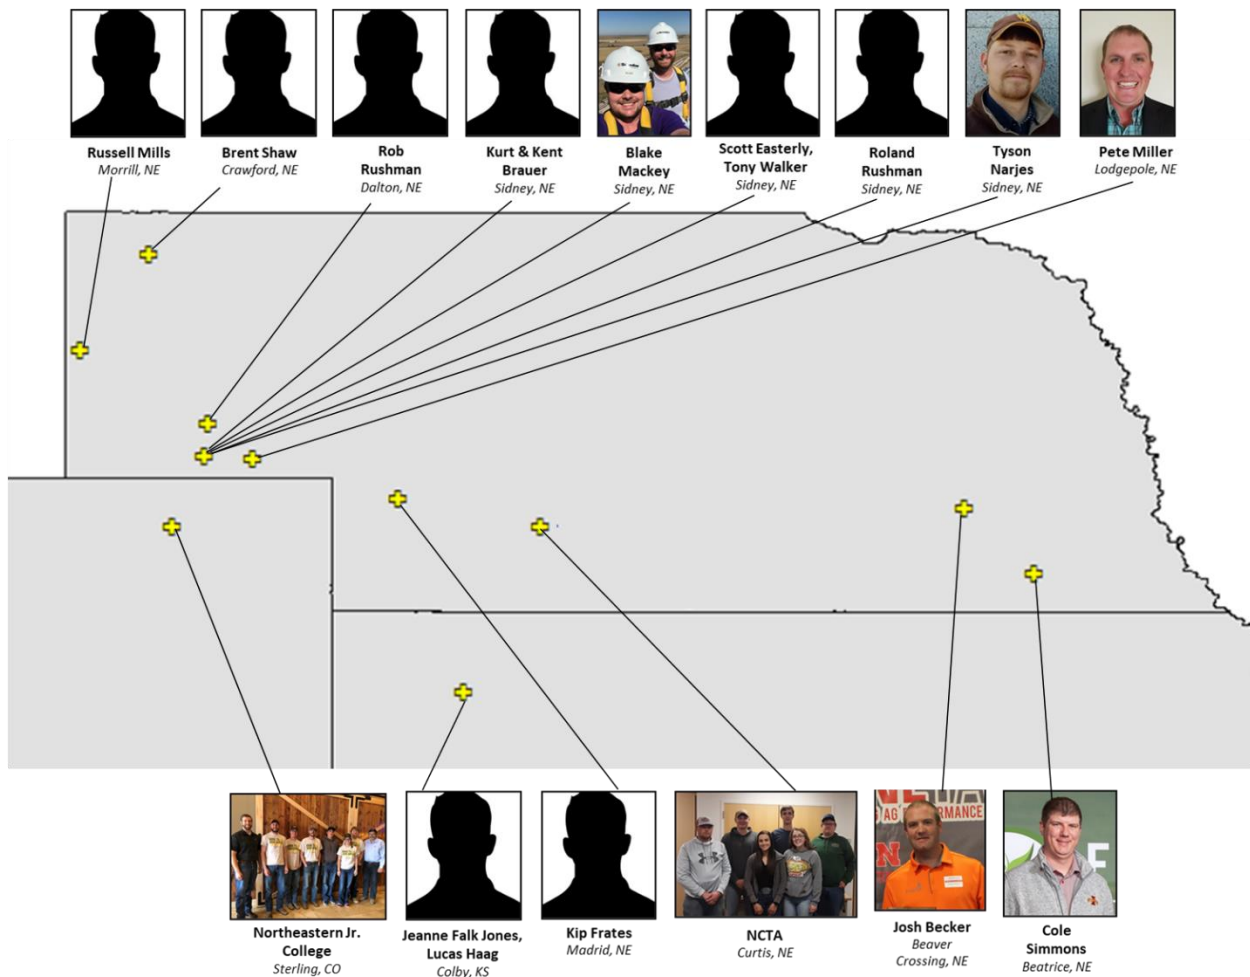 Russell Mills
Morrill, NE
Brent Shaw
Crawford, NE
Rob
Rushman
Dalton, NE
Kurt & Kent
Brauer
Sidney, NE
Blake
Mackey
Sidney, NE
Scott Easterly,
Tony Walker
Sidney, NE
Roland
Rushman
Sidney, NE
Tyson
Narjes
Sidney, NE
Pete Miller
Lodgepole, NE
AG
MANCE
N
Northeastern Jr.
College
Sterling, CO
Jeanne Falk Jones,
Lucas Haag
Colby, KS
Kip Frates
Madrid, NE
NCTA
Curtis, NE
Josh Becker
Beaver
Crossing, NE
Cole
Simmons
Beatrice, NE